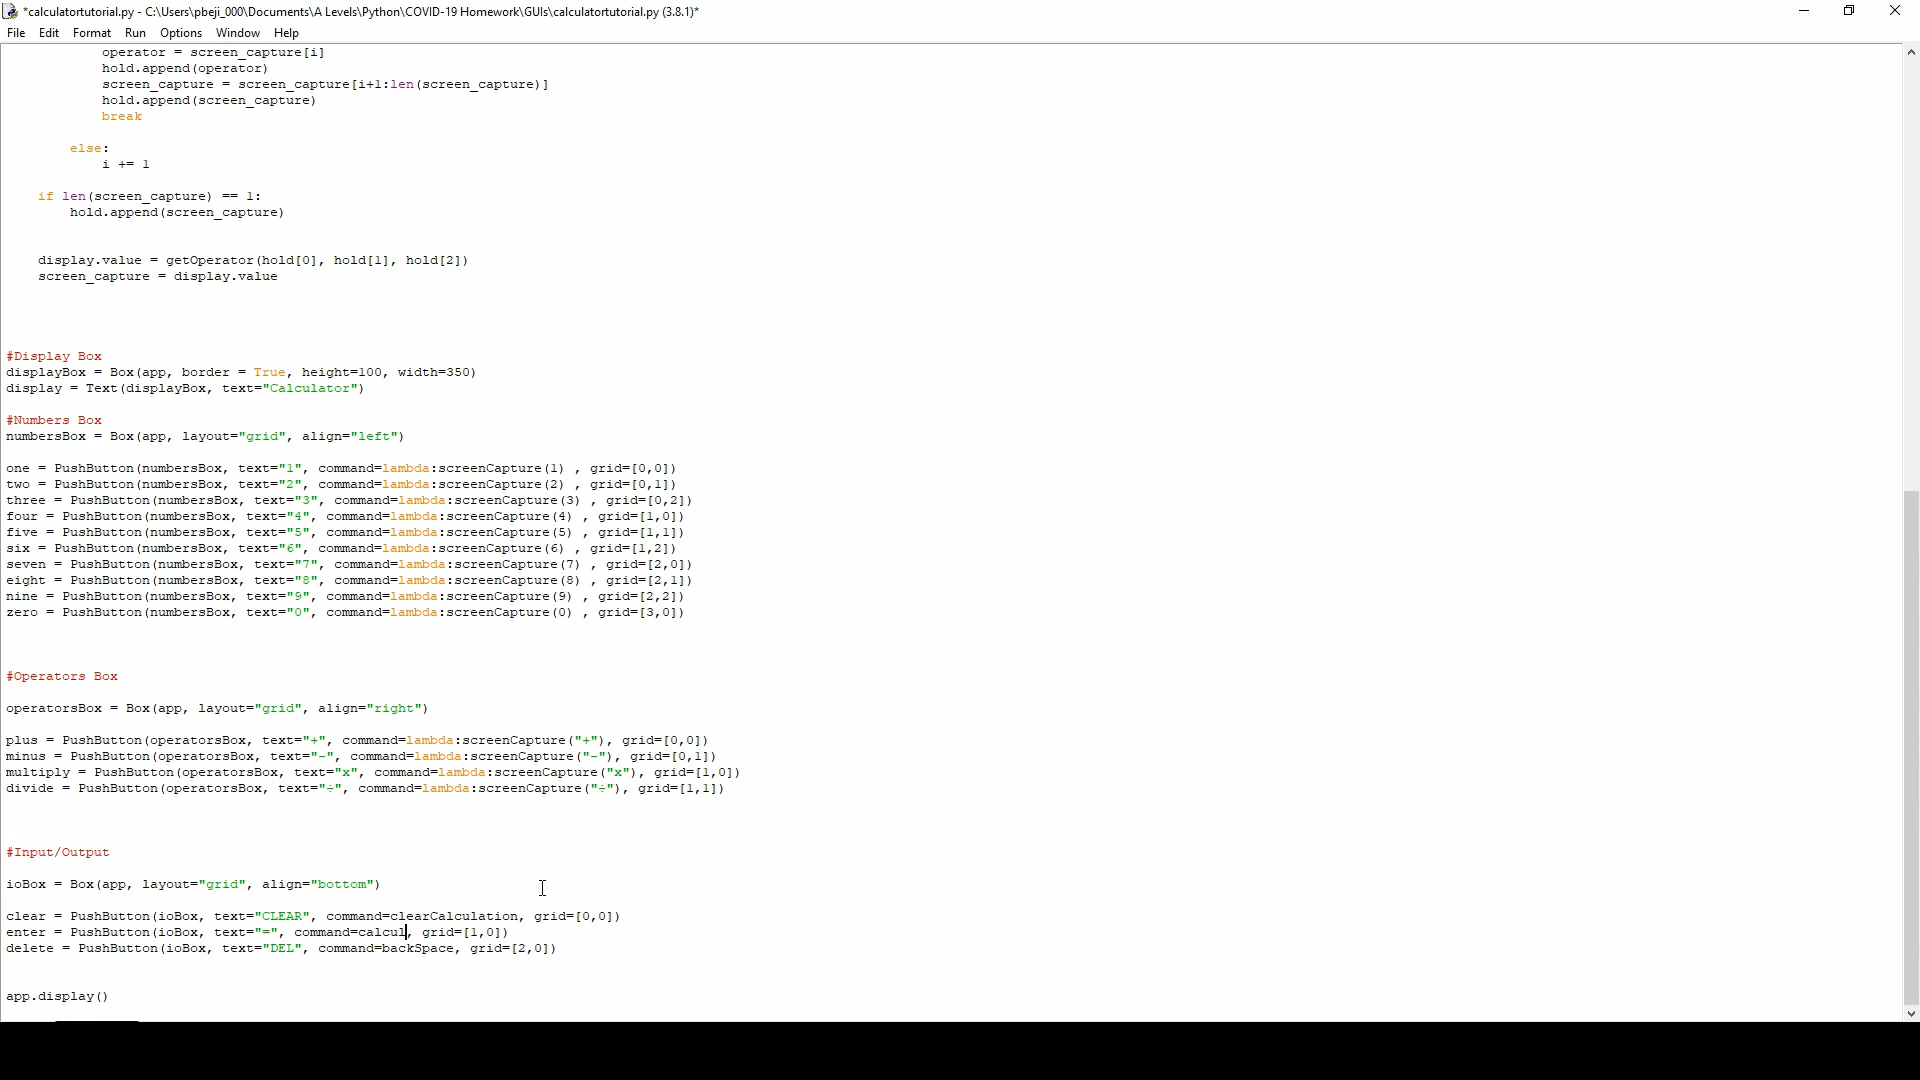 *calculatortutorial.py - C:\Users\pbeji_000\Documents\A Levels\Python\COVID-19 Homework\GUIs\calculatortutorial.py (3.8.1)*
File Edit Format Run Options Window Help
            operator = screen_capture[i]
            hold.append(operator)
            screen_capture = screen_capture[i+1:len(screen_capture)]
            hold.append(screen_capture)
            break
        else:
            i += 1
    if len(screen_capture) == 1:
        hold.append(screen_capture)
    display.value = getOperator(hold[0], hold[1], hold[2])
    screen_capture = display.value
#Display Box
displayBox = Box(app, border = True, height=100, width=350)
display = Text(displayBox, text="Calculator")
#Numbers Box
numbersBox = Box(app, layout="grid", align="left")
one = PushButton(numbersBox, text="1", command=lambda:screenCapture(1) , grid=[0,0])
two = PushButton(numbersBox, text="2", command=lambda:screenCapture(2) , grid=[0,1])
three = PushButton(numbersBox, text="3", command=lambda:screenCapture(3) , grid=[0,2])
four = PushButton(numbersBox, text="4", command=lambda:screenCapture(4) , grid=[1,0])
five = PushButton(numbersBox, text="5", command=lambda:screenCapture(5) , grid=[1,1])
six = PushButton(numbersBox, text="6", command=lambda:screenCapture(6) , grid=[1,2])
seven = PushButton(numbersBox, text="7", command=lambda:screenCapture(7) , grid=[2,0])
eight = PushButton(numbersBox, text="8", command=lambda:screenCapture(8) , grid=[2,1])
nine = PushButton(numbersBox, text="9", command=lambda:screenCapture(9) , grid=[2,2])
zero = PushButton(numbersBox, text="0", command=lambda:screenCapture(0) , grid=[3,0])
#Operators Box
operatorsBox = Box(app, layout="grid", align="right")
plus = PushButton(operatorsBox, text="+", command=lambda:screenCapture("+"), grid=[0,0])
minus = PushButton(operatorsBox, text="-", command=lambda:screenCapture("-"), grid=[0,1])
multiply = PushButton(operatorsBox, text="x", command=lambda:screenCapture("x"), grid=[1,0])
divide = PushButton(operatorsBox, text="÷", command=lambda:screenCapture("÷"), grid=[1,1])
#Input/Output
ioBox = Box(app, layout="grid", align="bottom")
clear = PushButton(ioBox, text="CLEAR", command=clearCalculation, grid=[0,0])
enter = PushButton(ioBox, text="=", command=calcul, grid=[1,0])
delete = PushButton(ioBox, text="DEL", command=backSpace, grid=[2,0])
app.display()